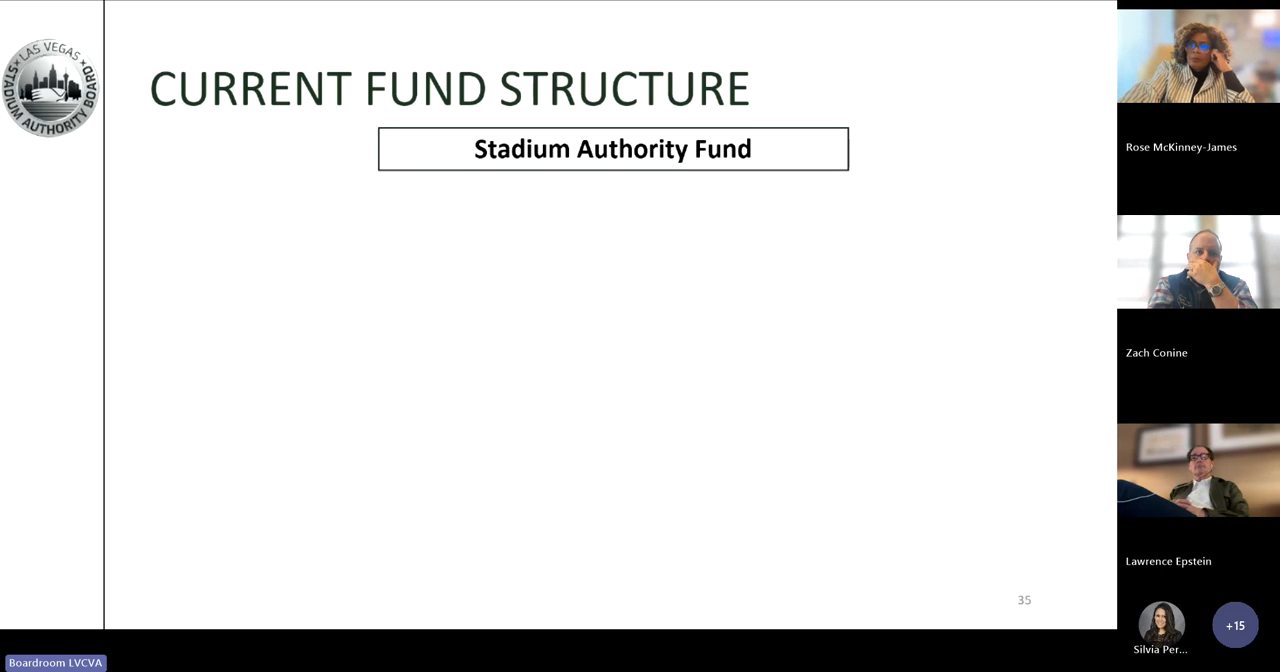 LAS VEGAS
STADIUM AUTHORITY BOARD
CURRENT FUND STRUCTURE
Stadium Authority Fund
35
Rose McKinney-James
Zach Conine
Lawrence Epstein
Silvia Per...
+15
Boardroom LVCVA